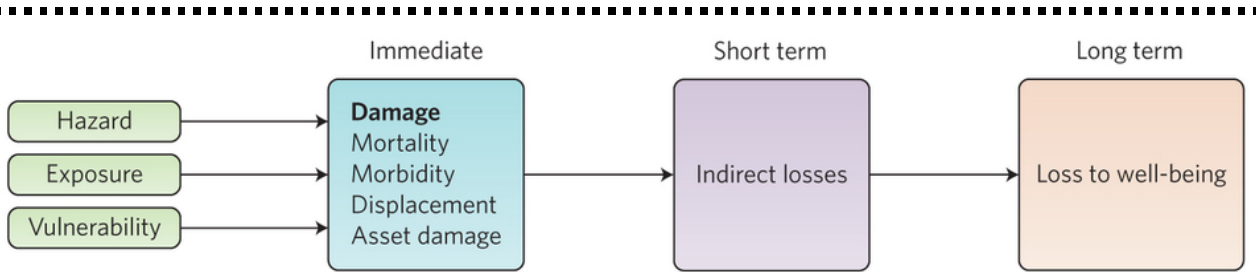 Immediate
Short term
Long term
Hazard
Exposure
Vulnerability
Damage
Mortality
Morbidity
Displacement
Asset damage
Indirect losses
Loss to well-being